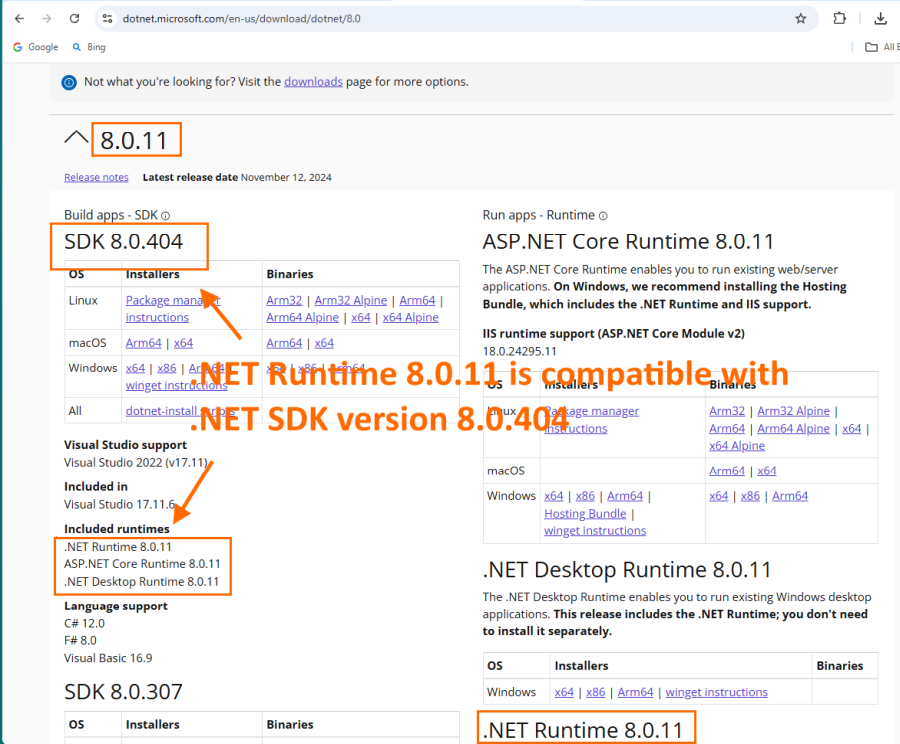 dotnet.microsoft.com/en-us/download/dotnet/8.0
Google Bing All B
Not what you're looking for? Visit the downloads page for more options.
8.0.11
Release notes Latest release date November 12, 2024
Build apps - SDK
SDK 8.0.404
OS Installers Binaries
Linux Package manager instructions Arm32 | Arm32 Alpine | Arm64 |
Arm64 Alpine | x64 | x64 Alpine
macOS Arm64 | x64 Arm64 | x64
Windows x64 | x86 | Arm64 | x64 | x86 | Arm64
winget instructions
All dotnet-install scripts
.NET Runtime 8.0.11 is compatible with
.NET SDK version 8.0.404
Visual Studio support
Visual Studio 2022 (v17.11)
Included in
Visual Studio 17.11.6
Included runtimes
.NET Runtime 8.0.11
ASP.NET Core Runtime 8.0.11
.NET Desktop Runtime 8.0.11
Language support
C# 12.0
F# 8.0
Visual Basic 16.9
SDK 8.0.307
OS Installers Binaries
Run apps - Runtime
ASP.NET Core Runtime 8.0.11
The ASP.NET Core Runtime enables you to run existing web/server
applications. On Windows, we recommend installing the Hosting
Bundle, which includes the .NET Runtime and IIS support.
IIS runtime support (ASP.NET Core Module v2)
18.0.24295.11
OS Installers Binaries
Linux Package manager Arm32 | Arm32 Alpine |
instructions Arm64 | Arm64 Alpine | x64 |
x64 Alpine
macOS Arm64 | x64
Windows x64 | x86 | Arm64 | x64 | x86 | Arm64
Hosting Bundle |
winget instructions
.NET Desktop Runtime 8.0.11
The .NET Desktop Runtime enables you to run existing Windows desktop
applications. This release includes the .NET Runtime; you don't need
to install it separately.
OS Installers Binaries
Windows x64 | x86 | Arm64 | winget instructions
.NET Runtime 8.0.11